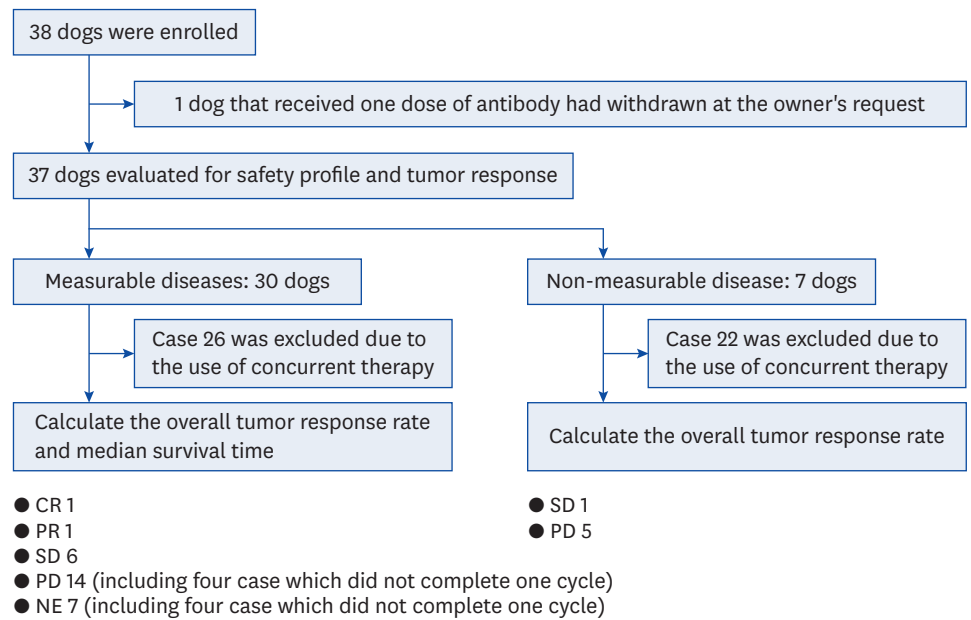 38 dogs were enrolled
1 dog that received one dose of antibody had withdrawn at the owner's request
37 dogs evaluated for safety profile and tumor response
Measurable diseases: 30 dogs
Non-measurable disease: 7 dogs
Case 26 was excluded due to
the use of concurrent therapy
Case 22 was excluded due to
the use of concurrent therapy
Calculate the overall tumor response rate
and median survival time
Calculate the overall tumor response rate
● CR 1
● PR 1
● SD 6
● PD 14 (including four case which did not complete one cycle)
● NE 7 (including four case which did not complete one cycle)
● SD 1
● PD 5